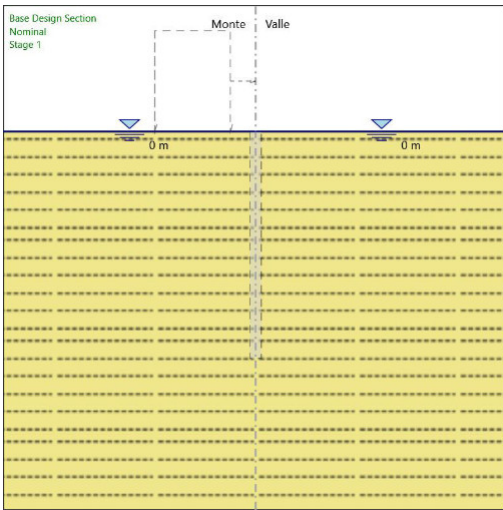 Base Design Section
Nominal
Stage 1
Monte
Valle
0 m
0 m